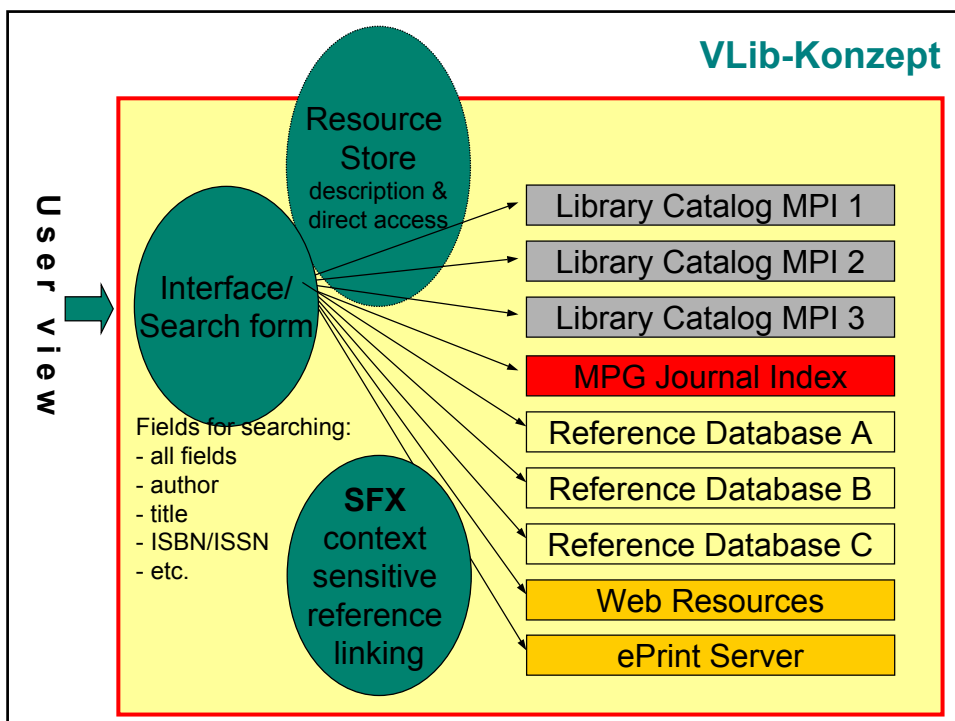 VLib-Konzept
User view
Resource
Store
description &
direct access
Interface/
Search form
Fields for searching:
- all fields
- author
- title
- ISBN/ISSN
- etc.
SFX
context
sensitive
reference
linking
Library Catalog MPI 1
Library Catalog MPI 2
Library Catalog MPI 3
MPG Journal Index
Reference Database A
Reference Database B
Reference Database C
Web Resources
ePrint Server